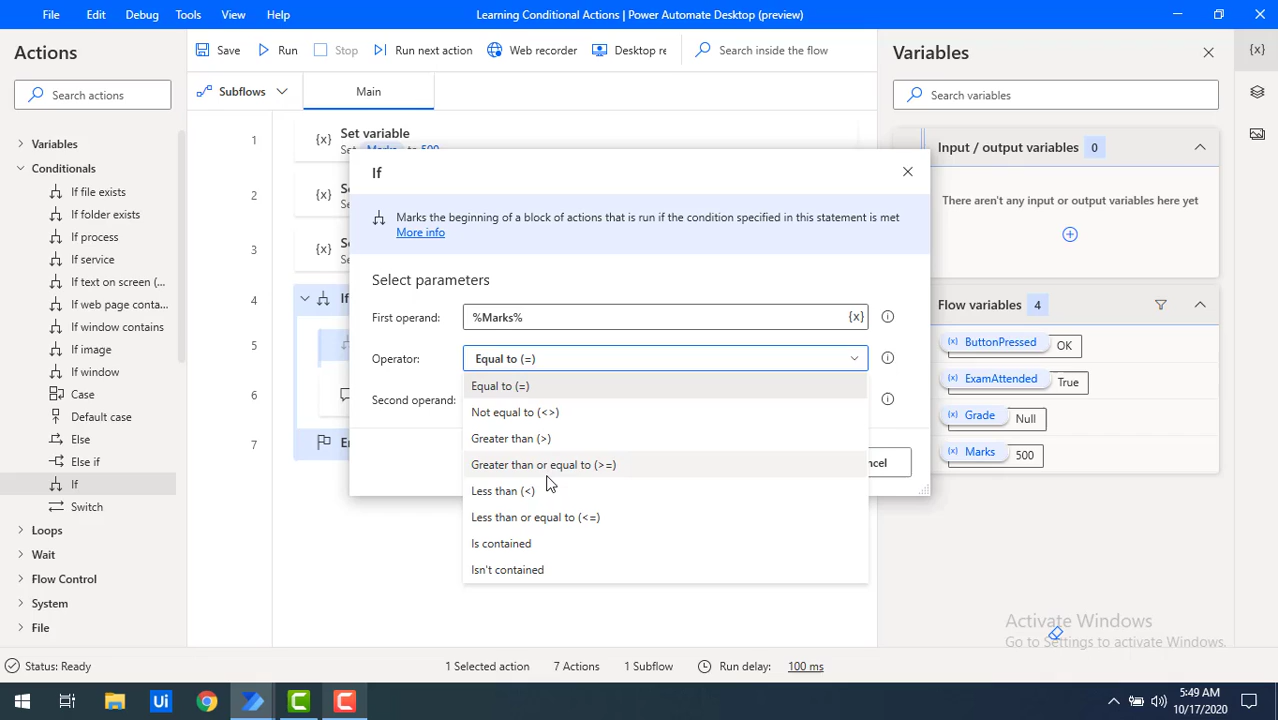 File Edit Debug Tools View Help
Learning Conditional Actions | Power Automate Desktop (preview)
Actions
Search actions
Variables
Conditionals
If file exists
If folder exists
If process
If service
If text on screen (...
If web page conta...
If window contains
If image
If window
Case
Default case
Else
Else if
If
Switch
Loops
Wait
Flow Control
System
File
Save Run Stop Run next action Web recorder Desktop re Search inside the flow
Subflows Main
1 {x} Set variable
Set Marks to 500
2 {x}
3 {x}
4 If
5
6
7
If
Marks the beginning of a block of actions that is run if the condition specified in this statement is met
More info
Select parameters
First operand: %Marks% {x}
Operator: Equal to (=)
Second operand:
Equal to (=)
Not equal to (<>)
Greater than (>)
Greater than or equal to (>=)
Less than (<)
Less than or equal to (<=)
Is contained
Isn't contained
Variables
{x}
Search variables
Input / output variables 0
There aren't any input or output variables here yet
Flow variables 4
(x) ButtonPressed OK
(x) ExamAttended True
(x) Grade Null
(x) Marks 500
Activate Windows
Go to Settings to activate Windows.
Status: Ready 1 Selected action 7 Actions 1 Subflow Run delay: 100 ms
Ui
5:49 AM
10/17/2020